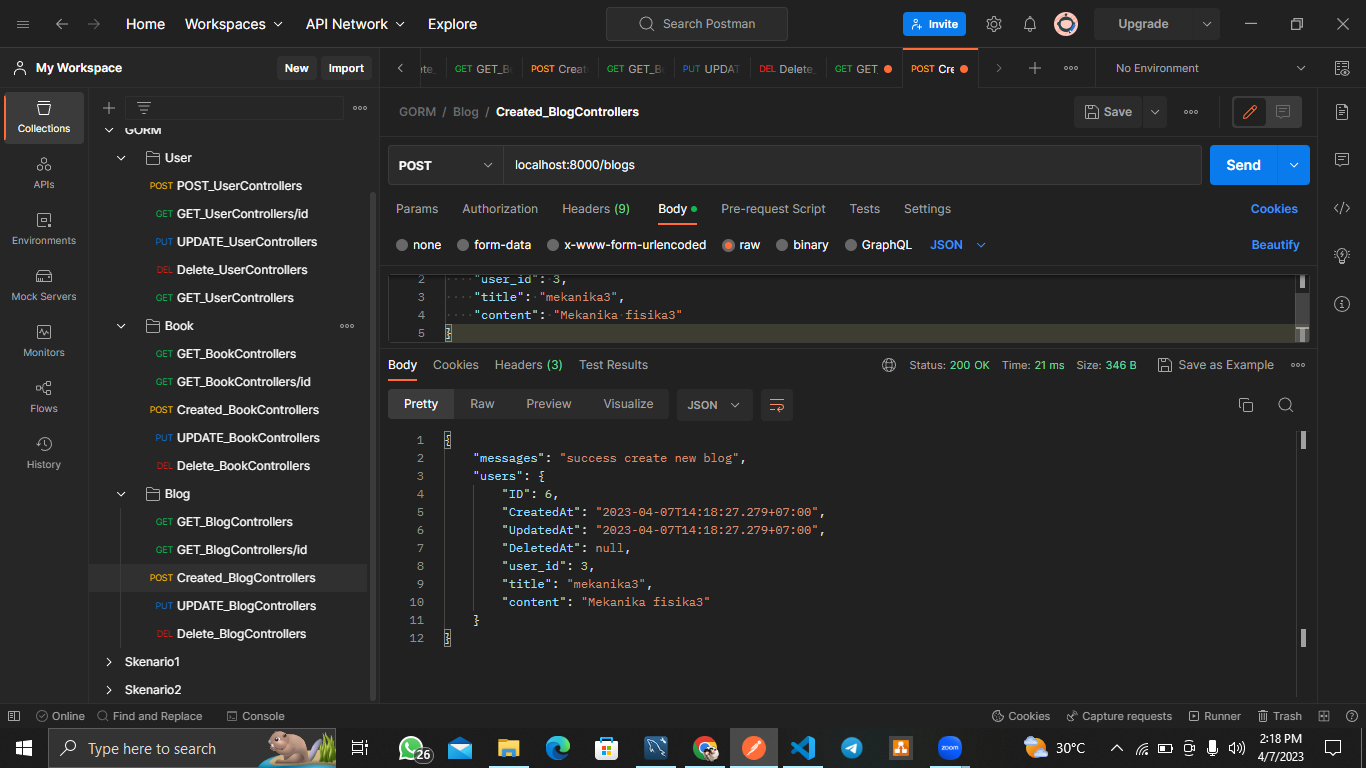 Home Workspaces API Network Explore Search Postman Invite Upgrade
My Workspace New Import GET GET_B POST Creat GET GET_B PUT UPDAT DEL Delete_ GET GET_ POST Cre No Environment
Collections
APIs
Environments
Mock Servers
Monitors
Flows
History
GORM
User
POST POST_UserControllers
GET GET_UserControllers/id
PUT UPDATE_UserControllers
DEL Delete_UserControllers
GET GET_UserControllers
Book
GET GET_BookControllers
GET GET_BookControllers/id
POST Created_BookControllers
PUT UPDATE_BookControllers
DEL Delete_BookControllers
Blog
GET GET_BlogControllers
GET GET_BlogControllers/id
POST Created_BlogControllers
PUT UPDATE_BlogControllers
DEL Delete_BlogControllers
Skenario1
Skenario2
GORM / Blog / Created_BlogControllers Save
POST localhost:8000/blogs Send
Params Authorization Headers (9) Body Pre-request Script Tests Settings Cookies
none form-data x-www-form-urlencoded raw binary GraphQL JSON Beautify
2 "user_id": 3,
3 "title": "mekanika3",
4 "content": "Mekanika fisika3"
5 }
Body Cookies Headers (3) Test Results Status: 200 OK Time: 21 ms Size: 346 B Save as Example
Pretty Raw Preview Visualize JSON
1 {
2 "messages": "success create new blog",
3 "users": {
4 "ID": 6,
5 "CreatedAt": "2023-04-07T14:18:27.279+07:00",
6 "UpdatedAt": "2023-04-07T14:18:27.279+07:00",
7 "DeletedAt": null,
8 "user_id": 3,
9 "title": "mekanika3",
10 "content": "Mekanika fisika3"
11 }
12 }
Online Find and Replace Console Cookies Capture requests Runner Trash
Type here to search 26 zoom 30°C 2:18 PM
4/7/2023